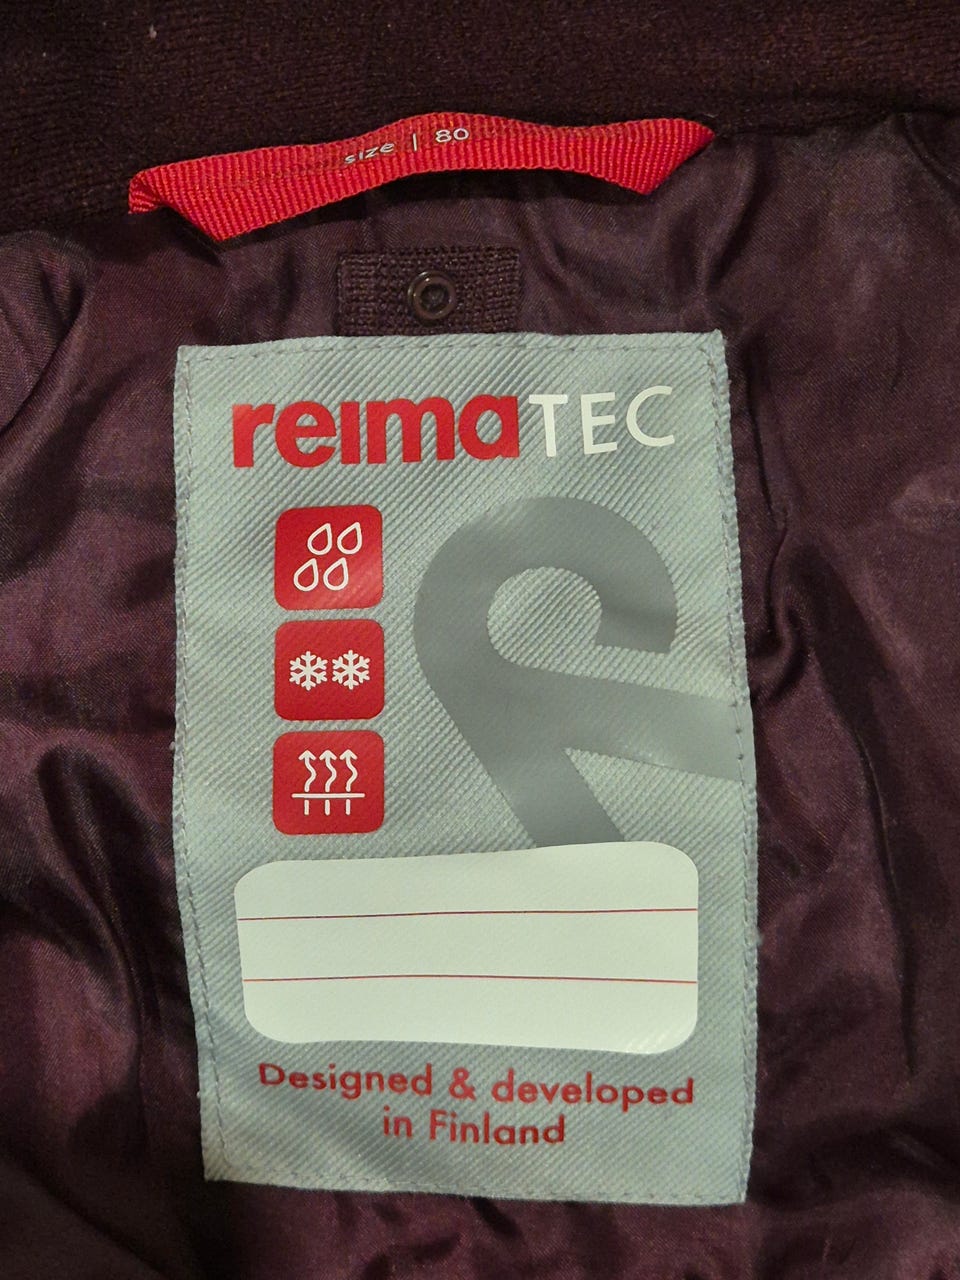 size | 80
reimaTEC
Designed & developed
in Finland